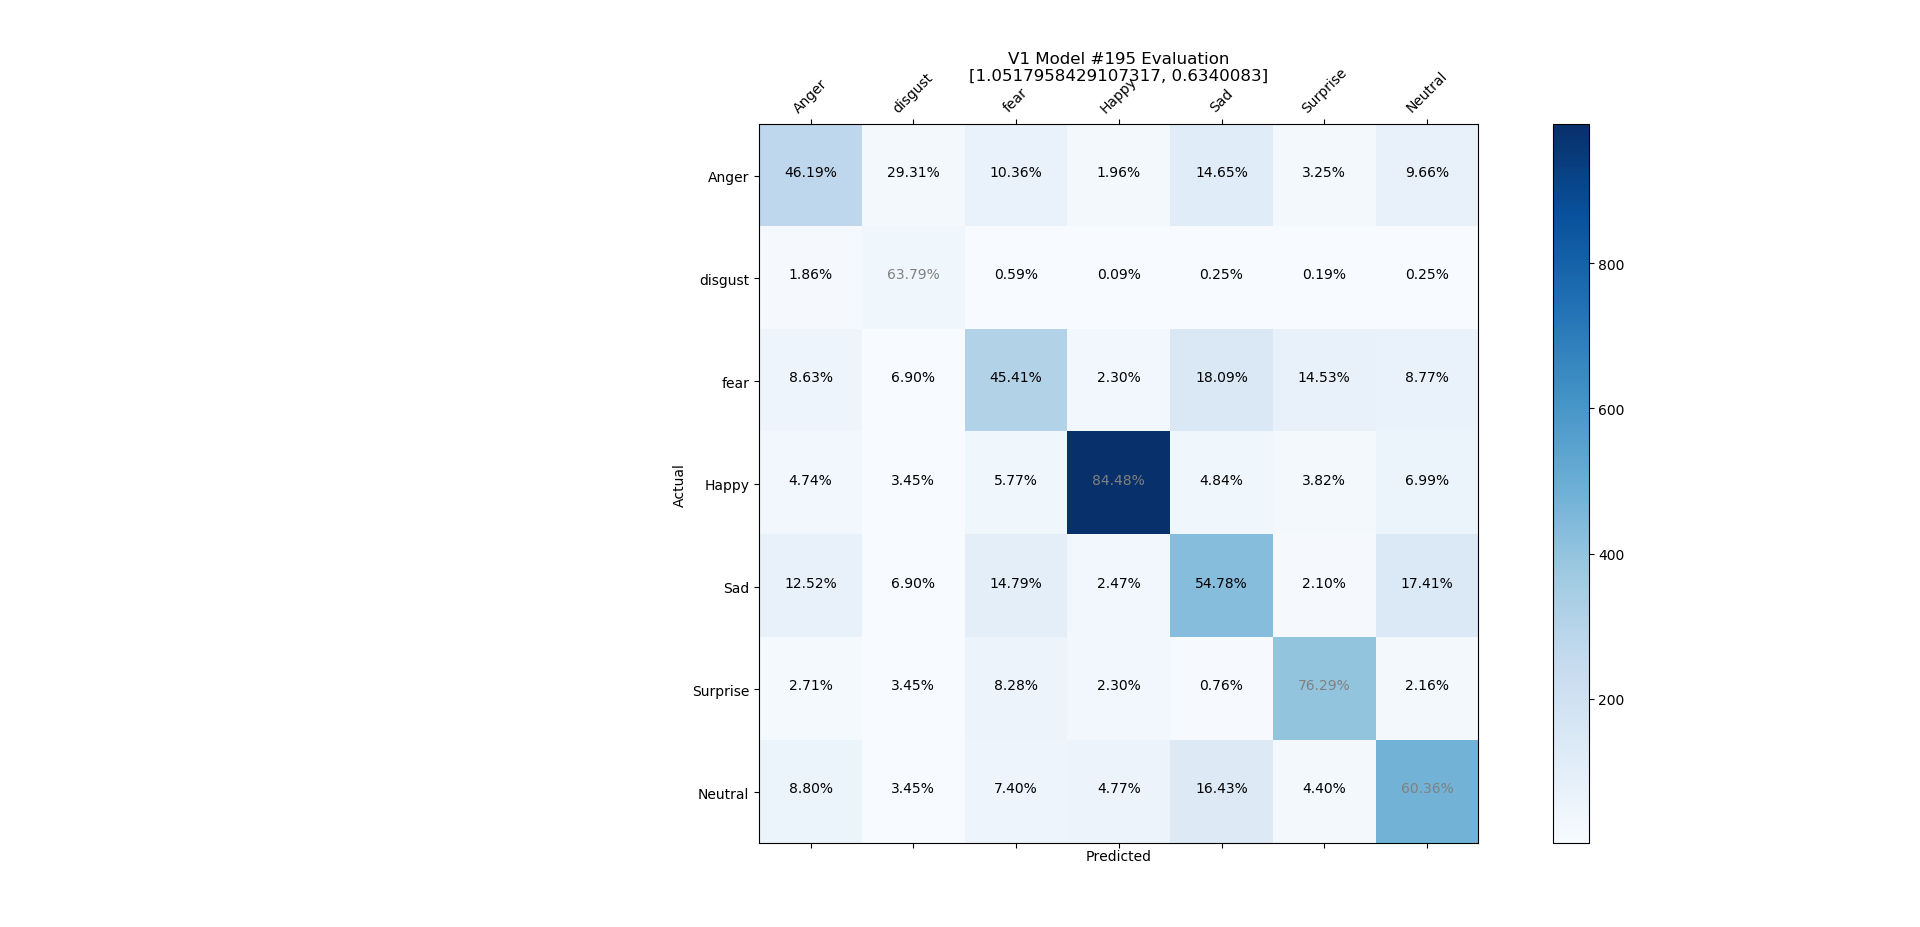 V1 Model #195 Evaluation
[1.0517958429107317, 0.6340083]
Anger disgust fear Happy Sad Surprise Neutral
Anger 46.19% 29.31% 10.36% 1.96% 14.65% 3.25% 9.66%
disgust 1.86% 63.79% 0.59% 0.09% 0.25% 0.19% 0.25%
fear 8.63% 6.90% 45.41% 2.30% 18.09% 14.53% 8.77%
Happy 4.74% 3.45% 5.77% 84.48% 4.84% 3.82% 6.99%
Sad 12.52% 6.90% 14.79% 2.47% 54.78% 2.10% 17.41%
Surprise 2.71% 3.45% 8.28% 2.30% 0.76% 76.29% 2.16%
Neutral 8.80% 3.45% 7.40% 4.77% 16.43% 4.40% 60.36%
Actual
Predicted
800
600
400
200